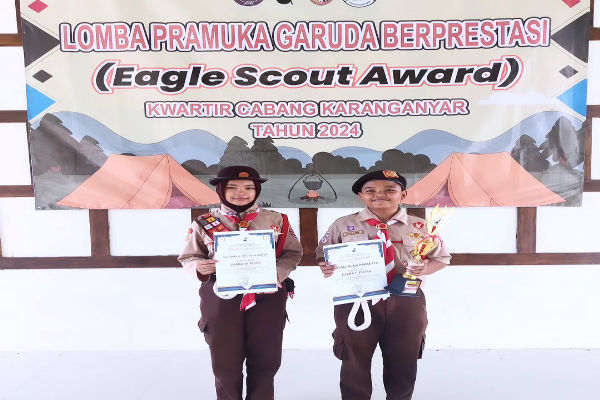 LOMBA PRAMUKA GARUDA BERPRESTASI
(Eagle Scout Award)
KWARTIR CABANG KARANGANYAR
TAHUN 2024